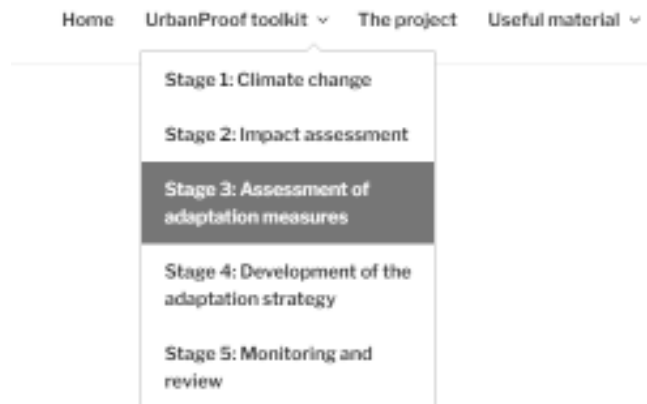 Home UrbanProof toolkit The project Useful material
Stage 1: Climate change
Stage 2: Impact assessment
Stage 3: Assessment of
adaptation measures
Stage 4: Development of the
adaptation strategy
Stage 5: Monitoring and
review